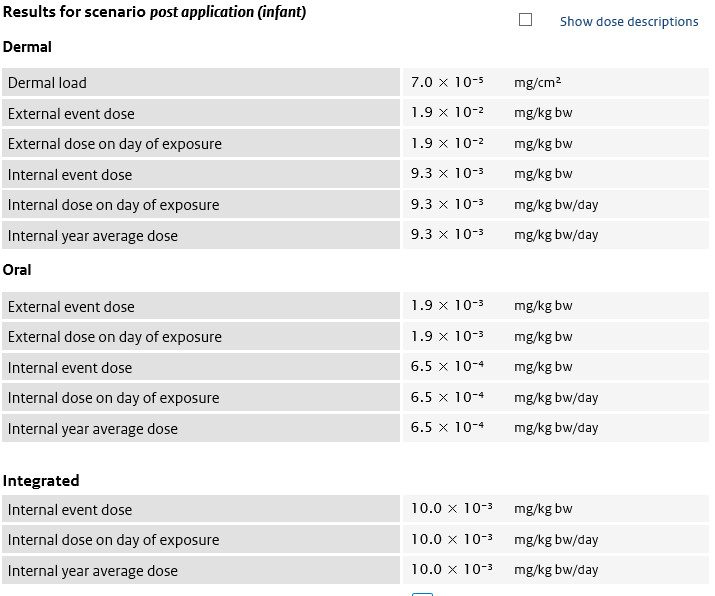 Results for scenario post application (infant)
Show dose descriptions
Dermal
Dermal load 7.0 × 10⁻⁵ mg/cm²
External event dose 1.9 × 10⁻² mg/kg bw
External dose on day of exposure 1.9 × 10⁻² mg/kg bw
Internal event dose 9.3 × 10⁻³ mg/kg bw
Internal dose on day of exposure 9.3 × 10⁻³ mg/kg bw/day
Internal year average dose 9.3 × 10⁻³ mg/kg bw/day
Oral
External event dose 1.9 × 10⁻³ mg/kg bw
External dose on day of exposure 1.9 × 10⁻³ mg/kg bw
Internal event dose 6.5 × 10⁻⁴ mg/kg bw
Internal dose on day of exposure 6.5 × 10⁻⁴ mg/kg bw/day
Internal year average dose 6.5 × 10⁻⁴ mg/kg bw/day
Integrated
Internal event dose 10.0 × 10⁻³ mg/kg bw
Internal dose on day of exposure 10.0 × 10⁻³ mg/kg bw/day
Internal year average dose 10.0 × 10⁻³ mg/kg bw/day